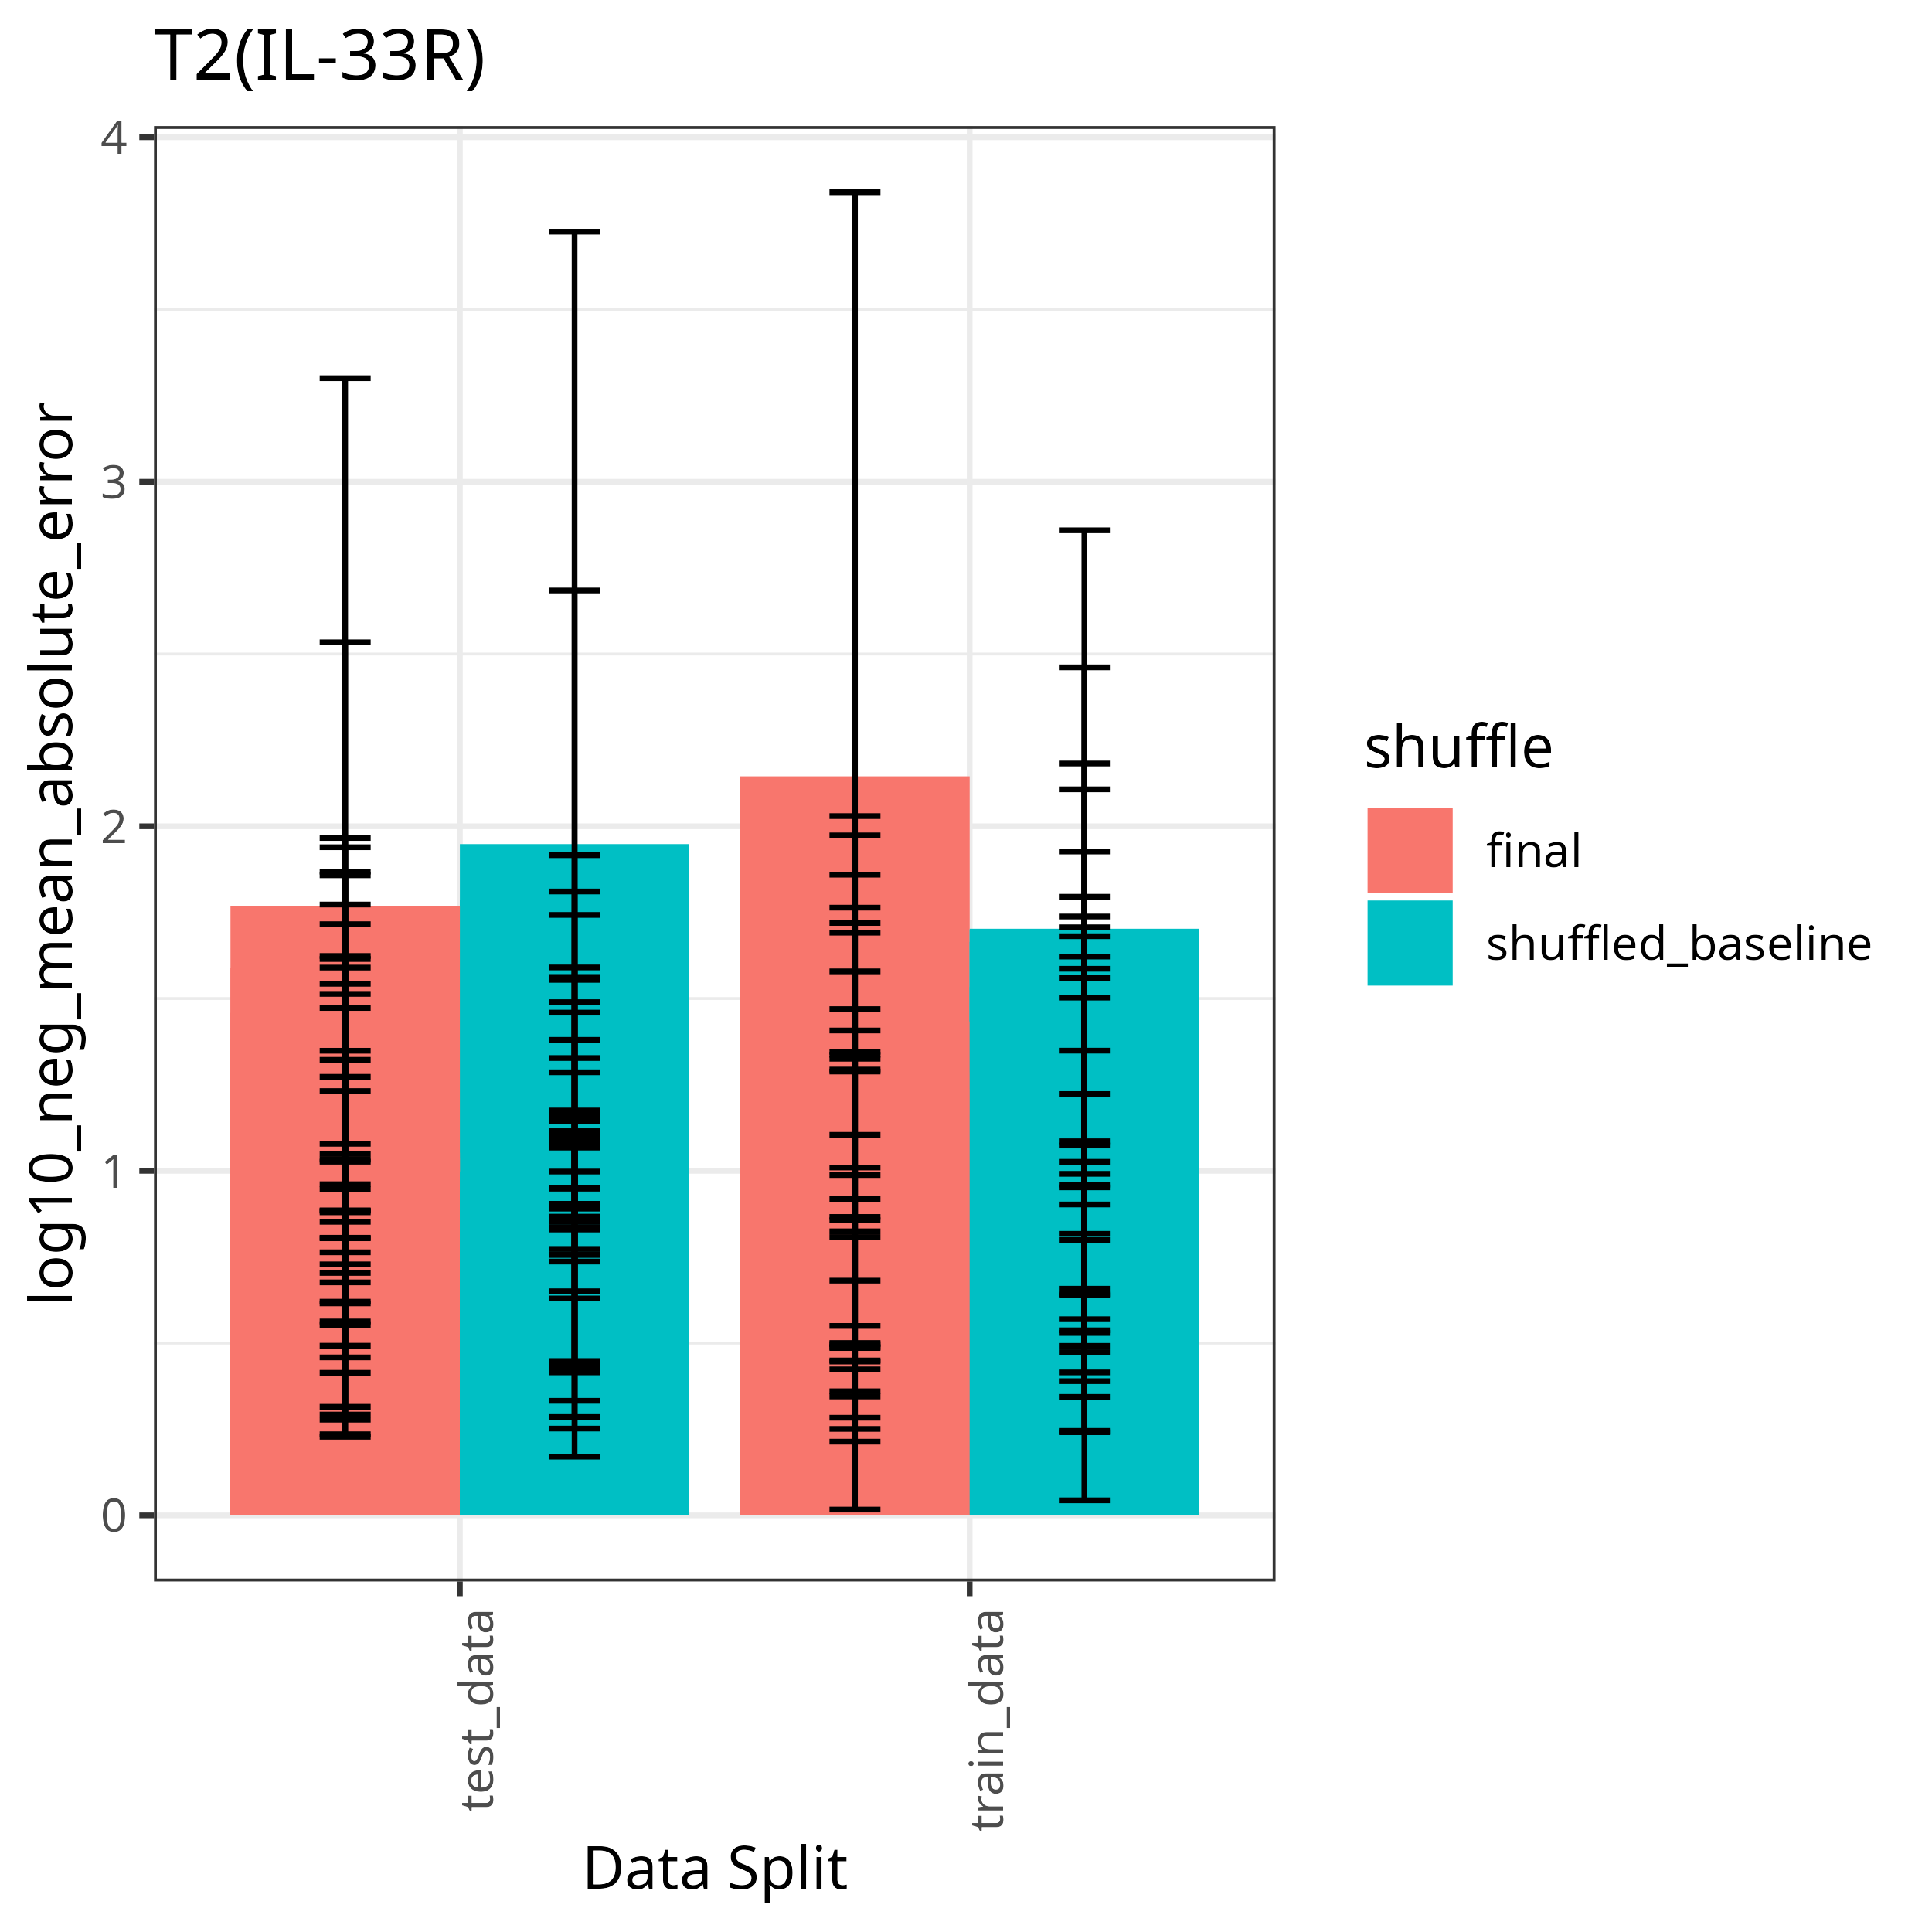 T2(IL-33R)
log10_neg_mean_absolute_error
4
3
2
1
0
test_data
train_data
Data Split
shuffle
final
shuffled_baseline